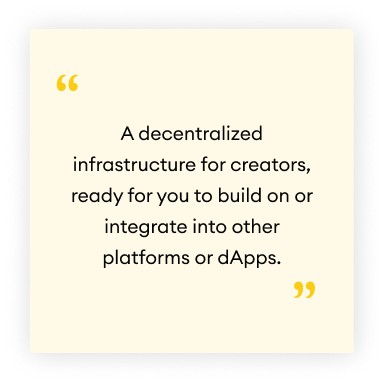 “
A decentralized
infrastructure for creators,
ready for you to build on or
integrate into other
platforms or dApps.
”